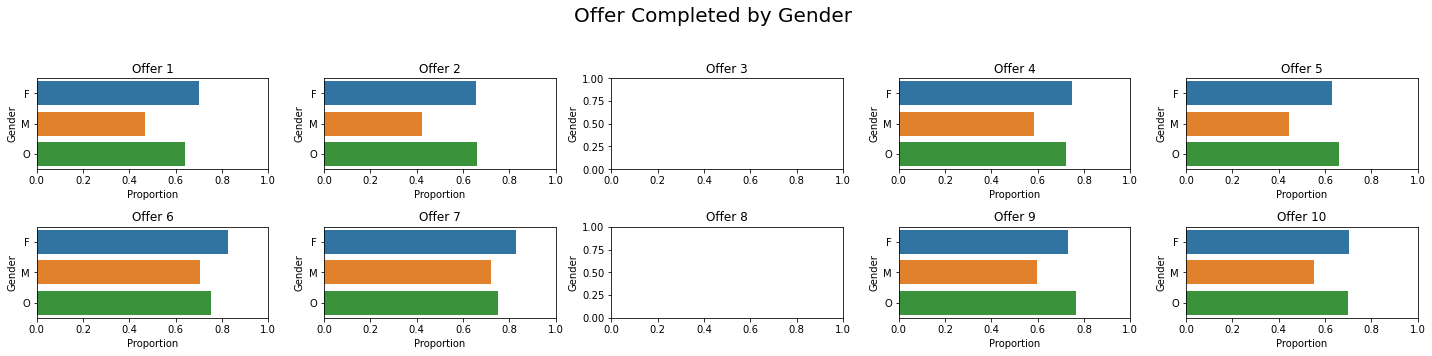 Offer Completed by Gender
Offer 1
Gender
F
M
O
0.0 0.2 0.4 0.6 0.8 1.0
Proportion
Offer 2
Gender
F
M
O
0.0 0.2 0.4 0.6 0.8 1.0
Proportion
Offer 3
Gender
1.00
0.75
0.50
0.25
0.00
0.0 0.2 0.4 0.6 0.8 1.0
Proportion
Offer 4
Gender
F
M
O
0.0 0.2 0.4 0.6 0.8 1.0
Proportion
Offer 5
Gender
F
M
O
0.0 0.2 0.4 0.6 0.8 1.0
Proportion
Offer 6
Gender
F
M
O
0.0 0.2 0.4 0.6 0.8 1.0
Proportion
Offer 7
Gender
F
M
O
0.0 0.2 0.4 0.6 0.8 1.0
Proportion
Offer 8
Gender
1.00
0.75
0.50
0.25
0.00
0.0 0.2 0.4 0.6 0.8 1.0
Proportion
Offer 9
Gender
F
M
O
0.0 0.2 0.4 0.6 0.8 1.0
Proportion
Offer 10
Gender
F
M
O
0.0 0.2 0.4 0.6 0.8 1.0
Proportion